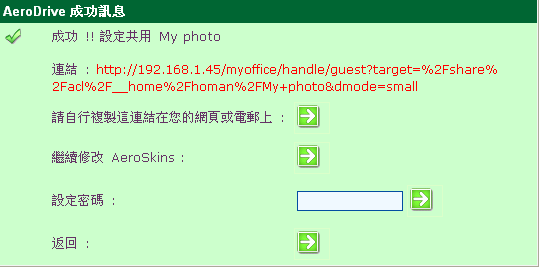 AeroDrive 成功訊息
成功 !! 設定共用 My photo
連結 : http://192.168.1.45/myoffice/handle/guest?target=%2Fshare%
2Facl%2F__home%2Fhoman%2FMy+photo&dmode=small
請自行複製這連結在您的網頁或電郵上 :
繼續修改 AeroSkins :
設定密碼 :
返回 :